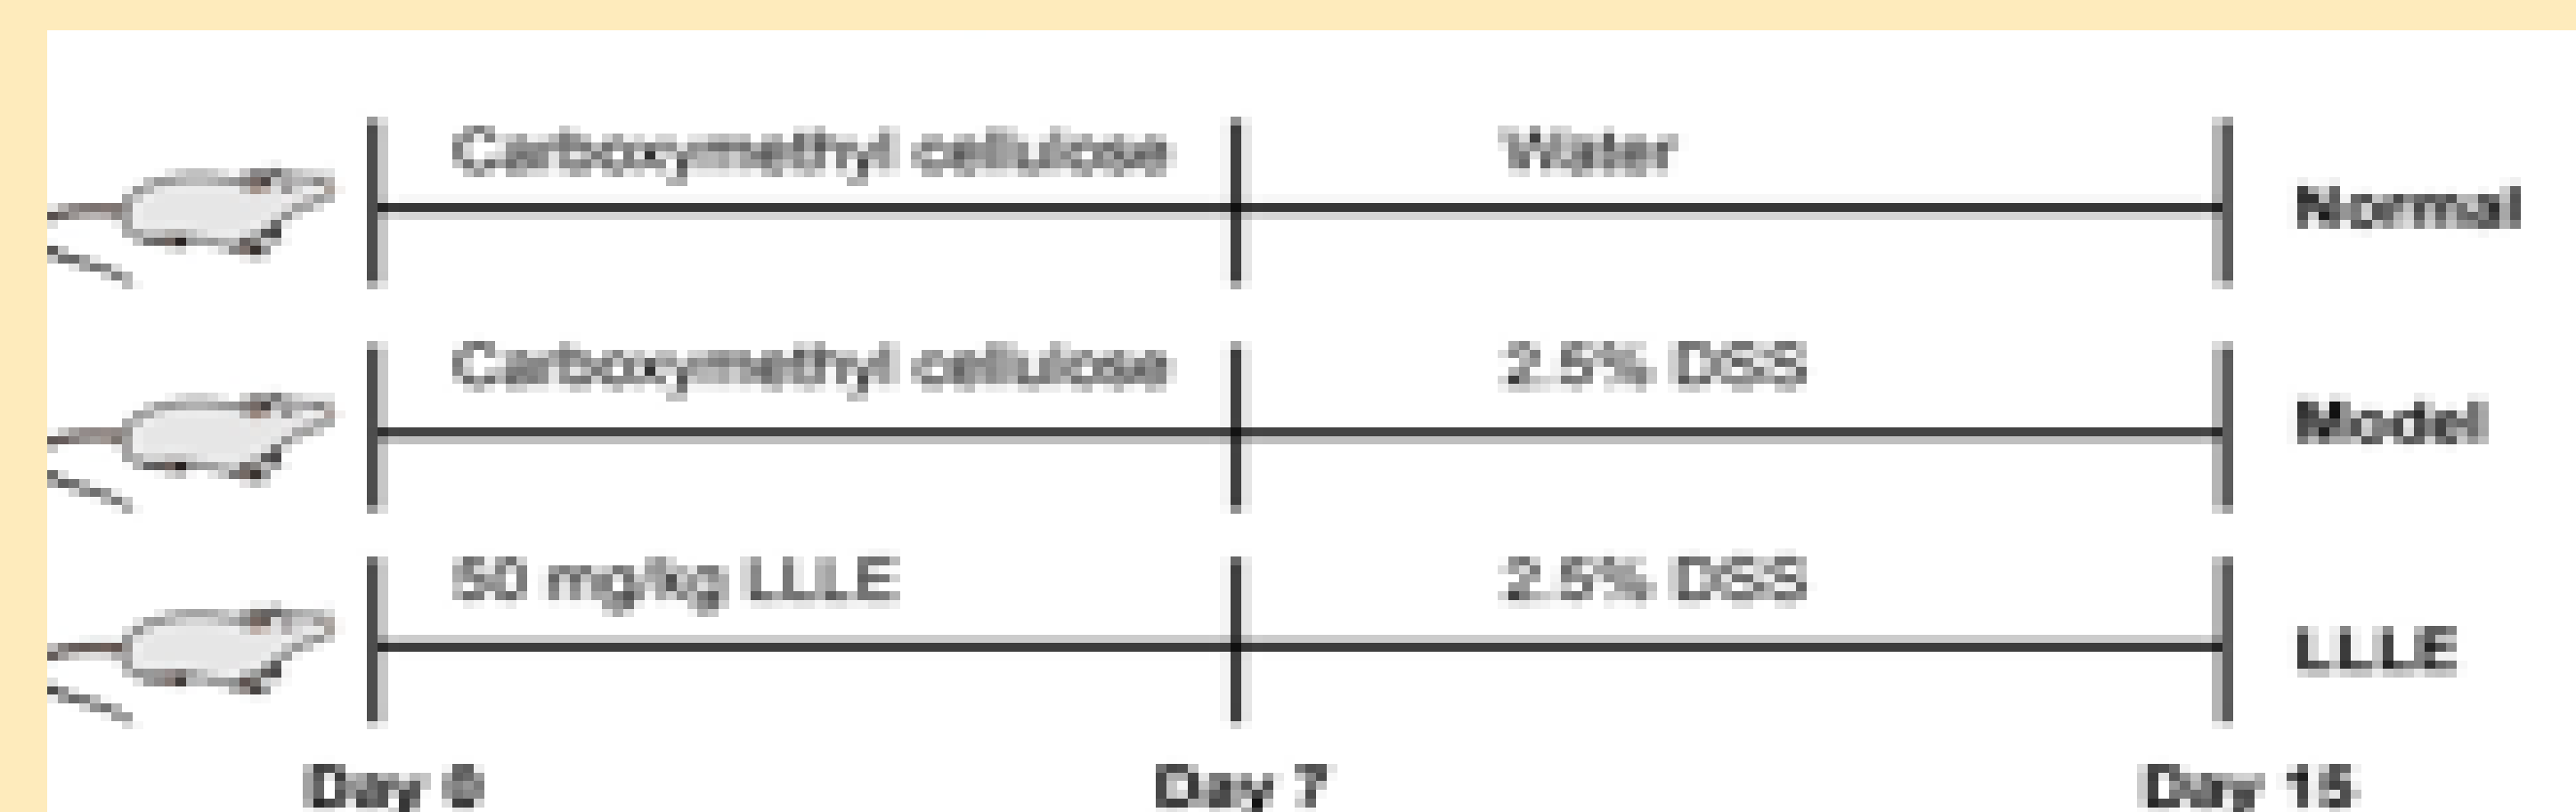 Carboxymethyl cellulose Water
Normal
Carboxymethyl cellulose 2.5% DSS
Model
50 mg/kg LLLE 2.5% DSS
LLLE
Day 0 Day 7 Day 15